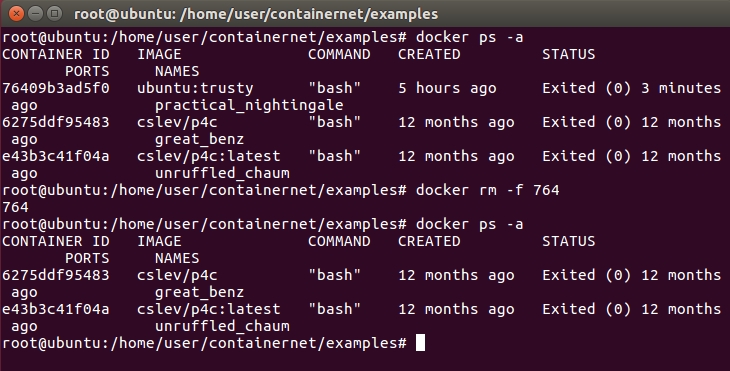 root@ubuntu: /home/user/containernet/examples
root@ubuntu:/home/user/containernet/examples# docker ps -a
CONTAINER ID   IMAGE              COMMAND   CREATED         STATUS
       PORTS     NAMES
76409b3ad5f0   ubuntu:trusty      "bash"    5 hours ago     Exited (0) 3 minutes
 ago             practical_nightingale
6275ddf95483   cslev/p4c          "bash"    12 months ago   Exited (0) 12 months
 ago             great_benz
e43b3c41f04a   cslev/p4c:latest   "bash"    12 months ago   Exited (0) 12 months
 ago             unruffled_chaum
root@ubuntu:/home/user/containernet/examples# docker rm -f 764
764
root@ubuntu:/home/user/containernet/examples# docker ps -a
CONTAINER ID   IMAGE              COMMAND   CREATED         STATUS
       PORTS     NAMES
6275ddf95483   cslev/p4c          "bash"    12 months ago   Exited (0) 12 months
 ago             great_benz
e43b3c41f04a   cslev/p4c:latest   "bash"    12 months ago   Exited (0) 12 months
 ago             unruffled_chaum
root@ubuntu:/home/user/containernet/examples#